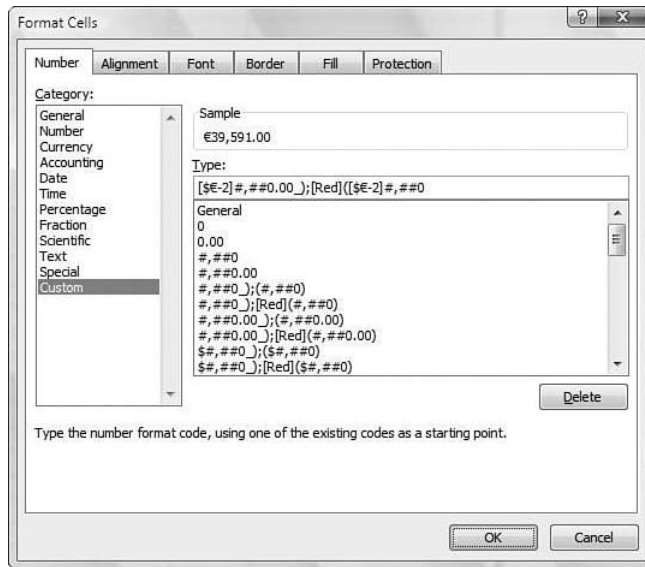 Format Cells
Number Alignment Font Border Fill Protection
Category:
General
Number
Currency
Accounting
Date
Time
Percentage
Fraction
Scientific
Text
Special
Custom
Sample
€39,591.00
Type:
[$€-2]#,##0.00_);[Red]([$€-2]#,##0
General
0
0.00
#,##0
#,##0.00
#,##0_);(#,##0)
#,##0_);[Red](#,##0)
#,##0.00_);(#,##0.00)
#,##0.00_);[Red](#,##0.00)
$#,##0_);($#,##0)
$#,##0_);[Red]($#,##0)
Delete
Type the number format code, using one of the existing codes as a starting point.
OK Cancel